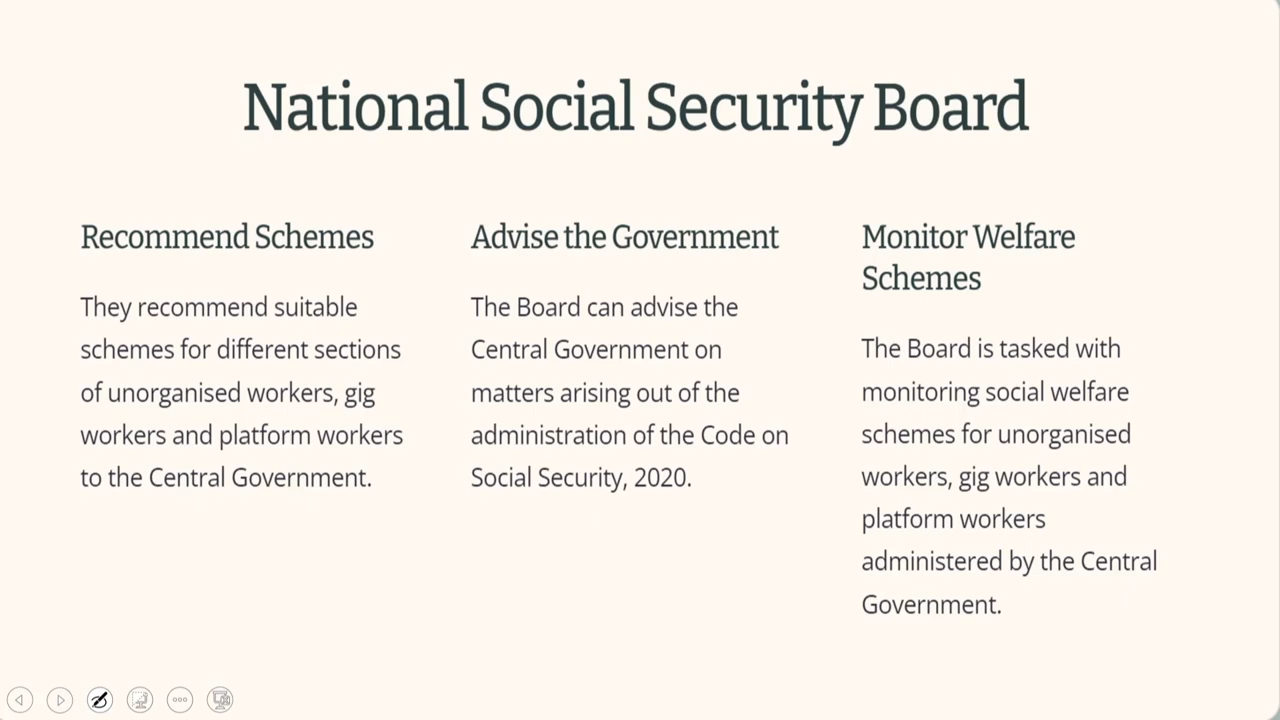 National Social Security Board
Recommend Schemes
They recommend suitable
schemes for different sections
of unorganised workers, gig
workers and platform workers
to the Central Government.
Advise the Government
The Board can advise the
Central Government on
matters arising out of the
administration of the Code on
Social Security, 2020.
Monitor Welfare
Schemes
The Board is tasked with
monitoring social welfare
schemes for unorganised
workers, gig workers and
platform workers
administered by the Central
Government.